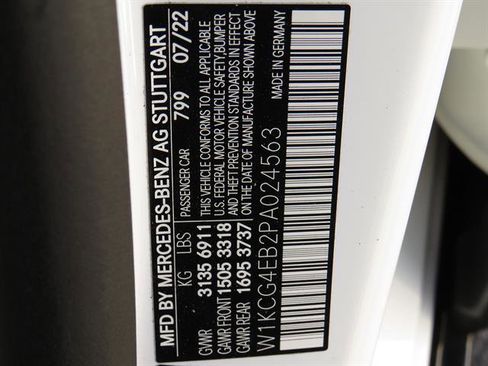 MFD BY MERCEDES-BENZ AG STUTTGART
PASSENGER CAR 799 07/22
KG LBS
GVWR 3135 6911
GAWR FRONT 1505 3318
GAWR REAR 1695 3737
THIS VEHICLE CONFORMS TO ALL APPLICABLE
U.S. FEDERAL MOTOR VEHICLE SAFETY BUMPER
AND THEFT PREVENTION STANDARDS IN EFFECT
ON THE DATE OF MANUFACTURE SHOWN ABOVE
MADE IN GERMANY
W1KCG4EB2PA024563